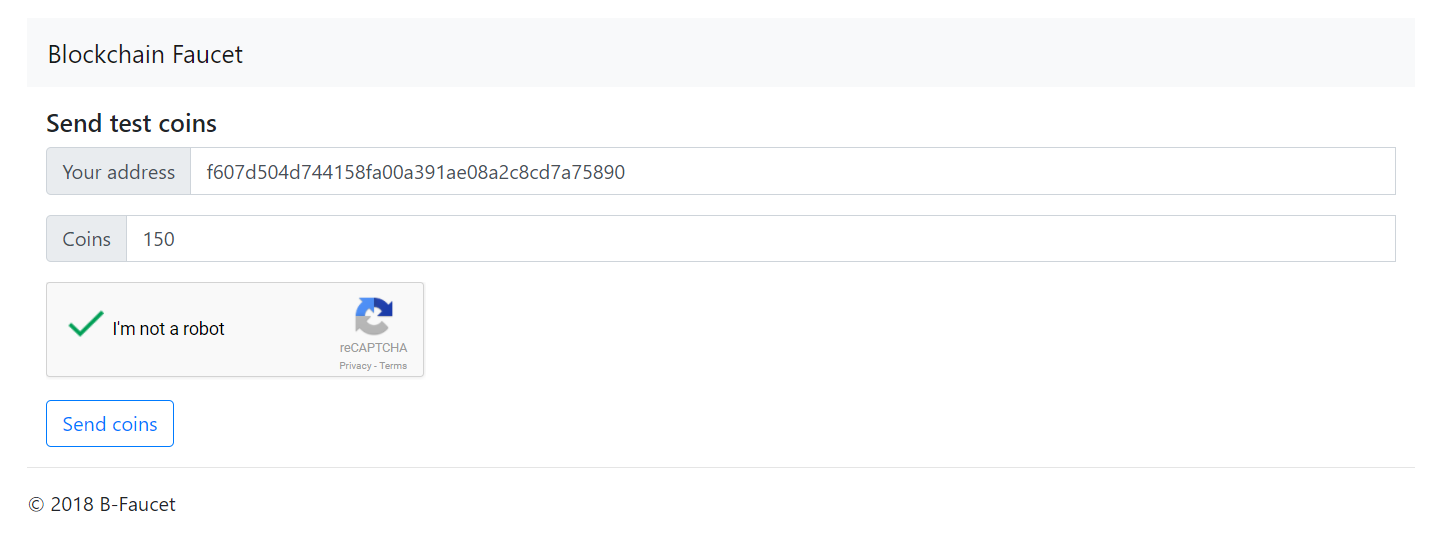 Blockchain Faucet
Send test coins
Your address f607d504d744158fa00a391ae08a2c8cd7a75890
Coins 150
I'm not a robot
reCAPTCHA
Privacy - Terms
Send coins
© 2018 B-Faucet